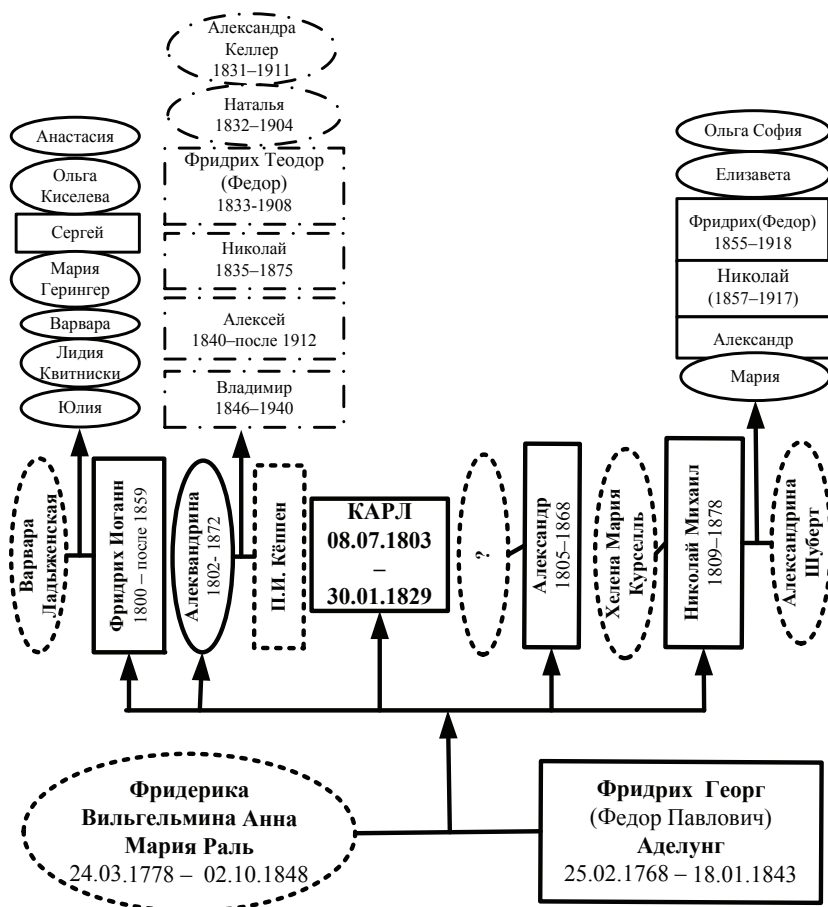 Александра
Келлер
1831–1911
Наталья
1832–1904
Фридрих Теодор
(Федор)
1833-1908
Николай
1835–1875
Алексей
1840–после 1912
Владимир
1846–1940
Анастасия
Ольга
Киселева
Сергей
Мария
Герингер
Варвара
Лидия
Квитниски
Юлия
Ольга София
Елизавета
Фридрих(Федор)
1855–1918
Николай
(1857–1917)
Александр
Мария
Варвара
Ладыженская
Фридрих Иоганн
1800 – после 1859
Алеквандрина
1802- 1872
П.И. Кёппен
КАРЛ
08.07.1803
–
30.01.1829
?
Александр
1805–1868
Хелена Мария
Курселль
Николай Михаил
1809–1878
Александрина
Шуберт
Фридерика
Вильгельмина Анна
Мария Раль
24.03.1778 – 02.10.1848
Фридрих Георг
(Федор Павлович)
Аделунг
25.02.1768 – 18.01.1843